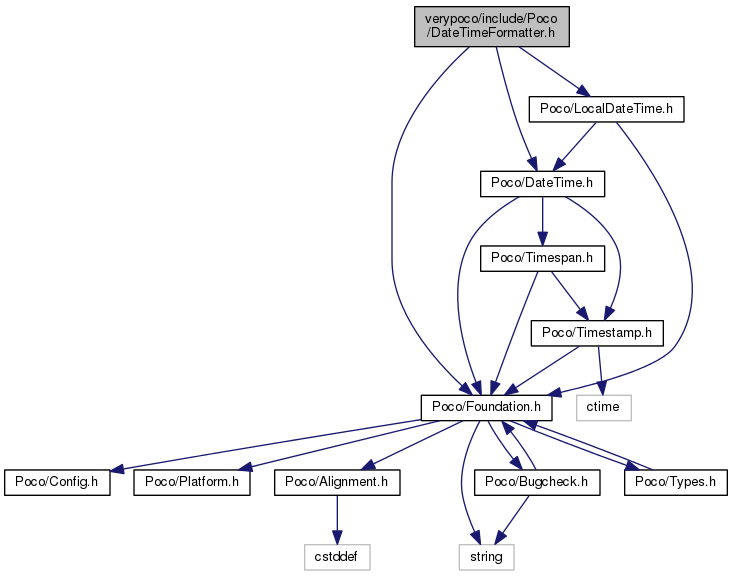 verypoco/include/Poco
/DateTimeFormatter.h
Poco/LocalDateTime.h
Poco/DateTime.h
Poco/Timespan.h
Poco/Timestamp.h
Poco/Foundation.h
ctime
Poco/Config.h
Poco/Platform.h
Poco/Alignment.h
Poco/Bugcheck.h
Poco/Types.h
cstddef
string